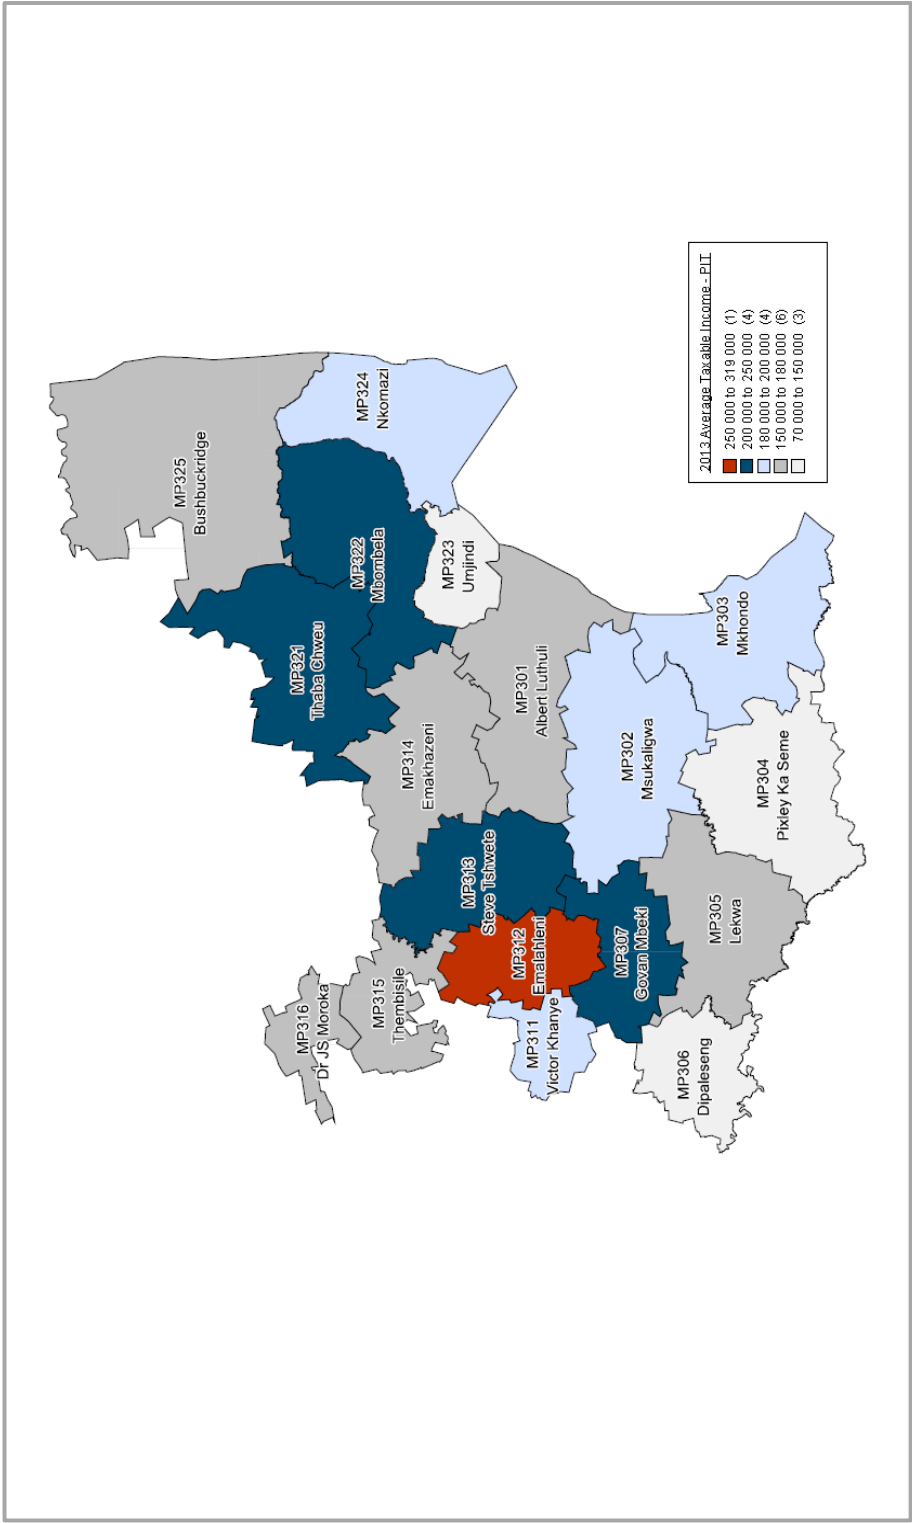 MP325
Bushbuckridge
MP324
Nkomazi
MP322
Mbombela
MP323
Umjindi
MP321
Thaba Chweu
MP314
Emakhazeni
MP301
Albert Luthuli
MP303
Mkhondo
MP302
Msukaligwa
MP304
Pixley Ka Seme
MP313
Steve Tshwete
MP312
Emalahleni
MP307
Govan Mbeki
MP305
Lekwa
MP316
Dr JS Moroka
MP315
Thembisile
MP311
Victor Khanye
MP306
Dipaleseng
2013 Average Taxable Income - PIT
250 000 to 319 000 (1)
200 000 to 250 000 (4)
180 000 to 200 000 (4)
150 000 to 180 000 (6)
70 000 to 150 000 (3)